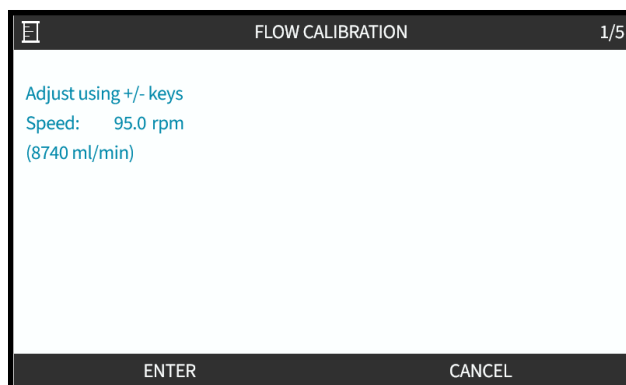 FLOW CALIBRATION 1/5
Adjust using +/- keys
Speed: 95.0 rpm
(8740 ml/min)
ENTER CANCEL